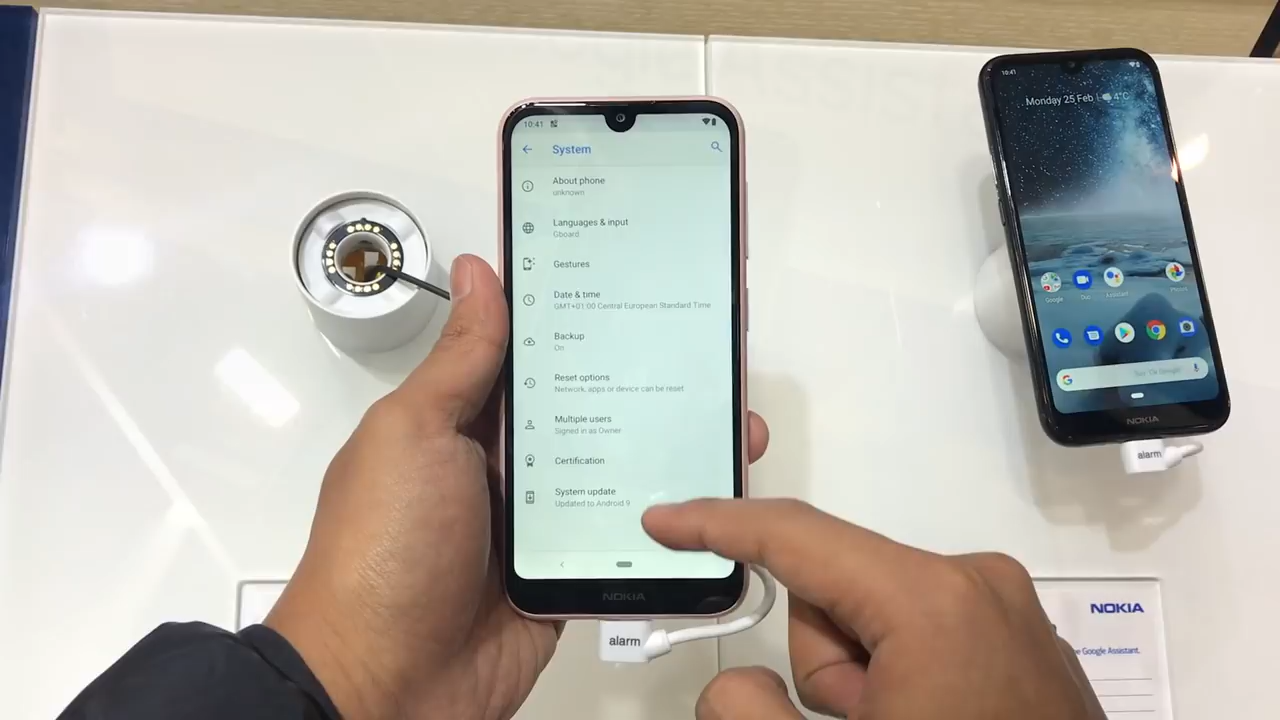 10:41
System
About phone
unknown
Languages & input
Gboard
Gestures
Date & time
GMT+01:00 Central European Standard Time
Backup
On
Reset options
Network, apps or device can be reset
Multiple users
Signed in as Owner
Certification
System update
Updated to Android 9
NOKIA
alarm
10:41
Monday 25 Feb | 4°C
Google
Duo
Assistant
Photos
NOKIA
alarm
NOKIA
Google Assistant.